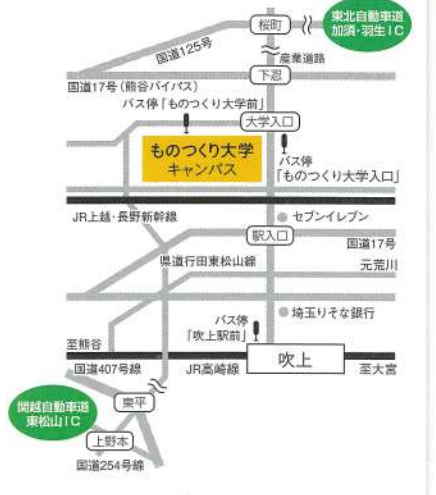 桜町
東北自動車道
加須・羽生IC
国道125号
産業道路
下忍
国道17号(熊谷バイパス)
バス停「ものつくり大学前」
大学入口
ものつくり大学
キャンパス
バス停
「ものつくり大学入口」
JR上越・長野新幹線
セブンイレブン
駅入口
国道17号
県道行田東松山線
元荒川
埼玉りそな銀行
バス停
「吹上駅前」
至熊谷
吹上
国道407号線
JR高崎線
至大宮
関越自動車道
東松山IC
東平
上野本
国道254号線